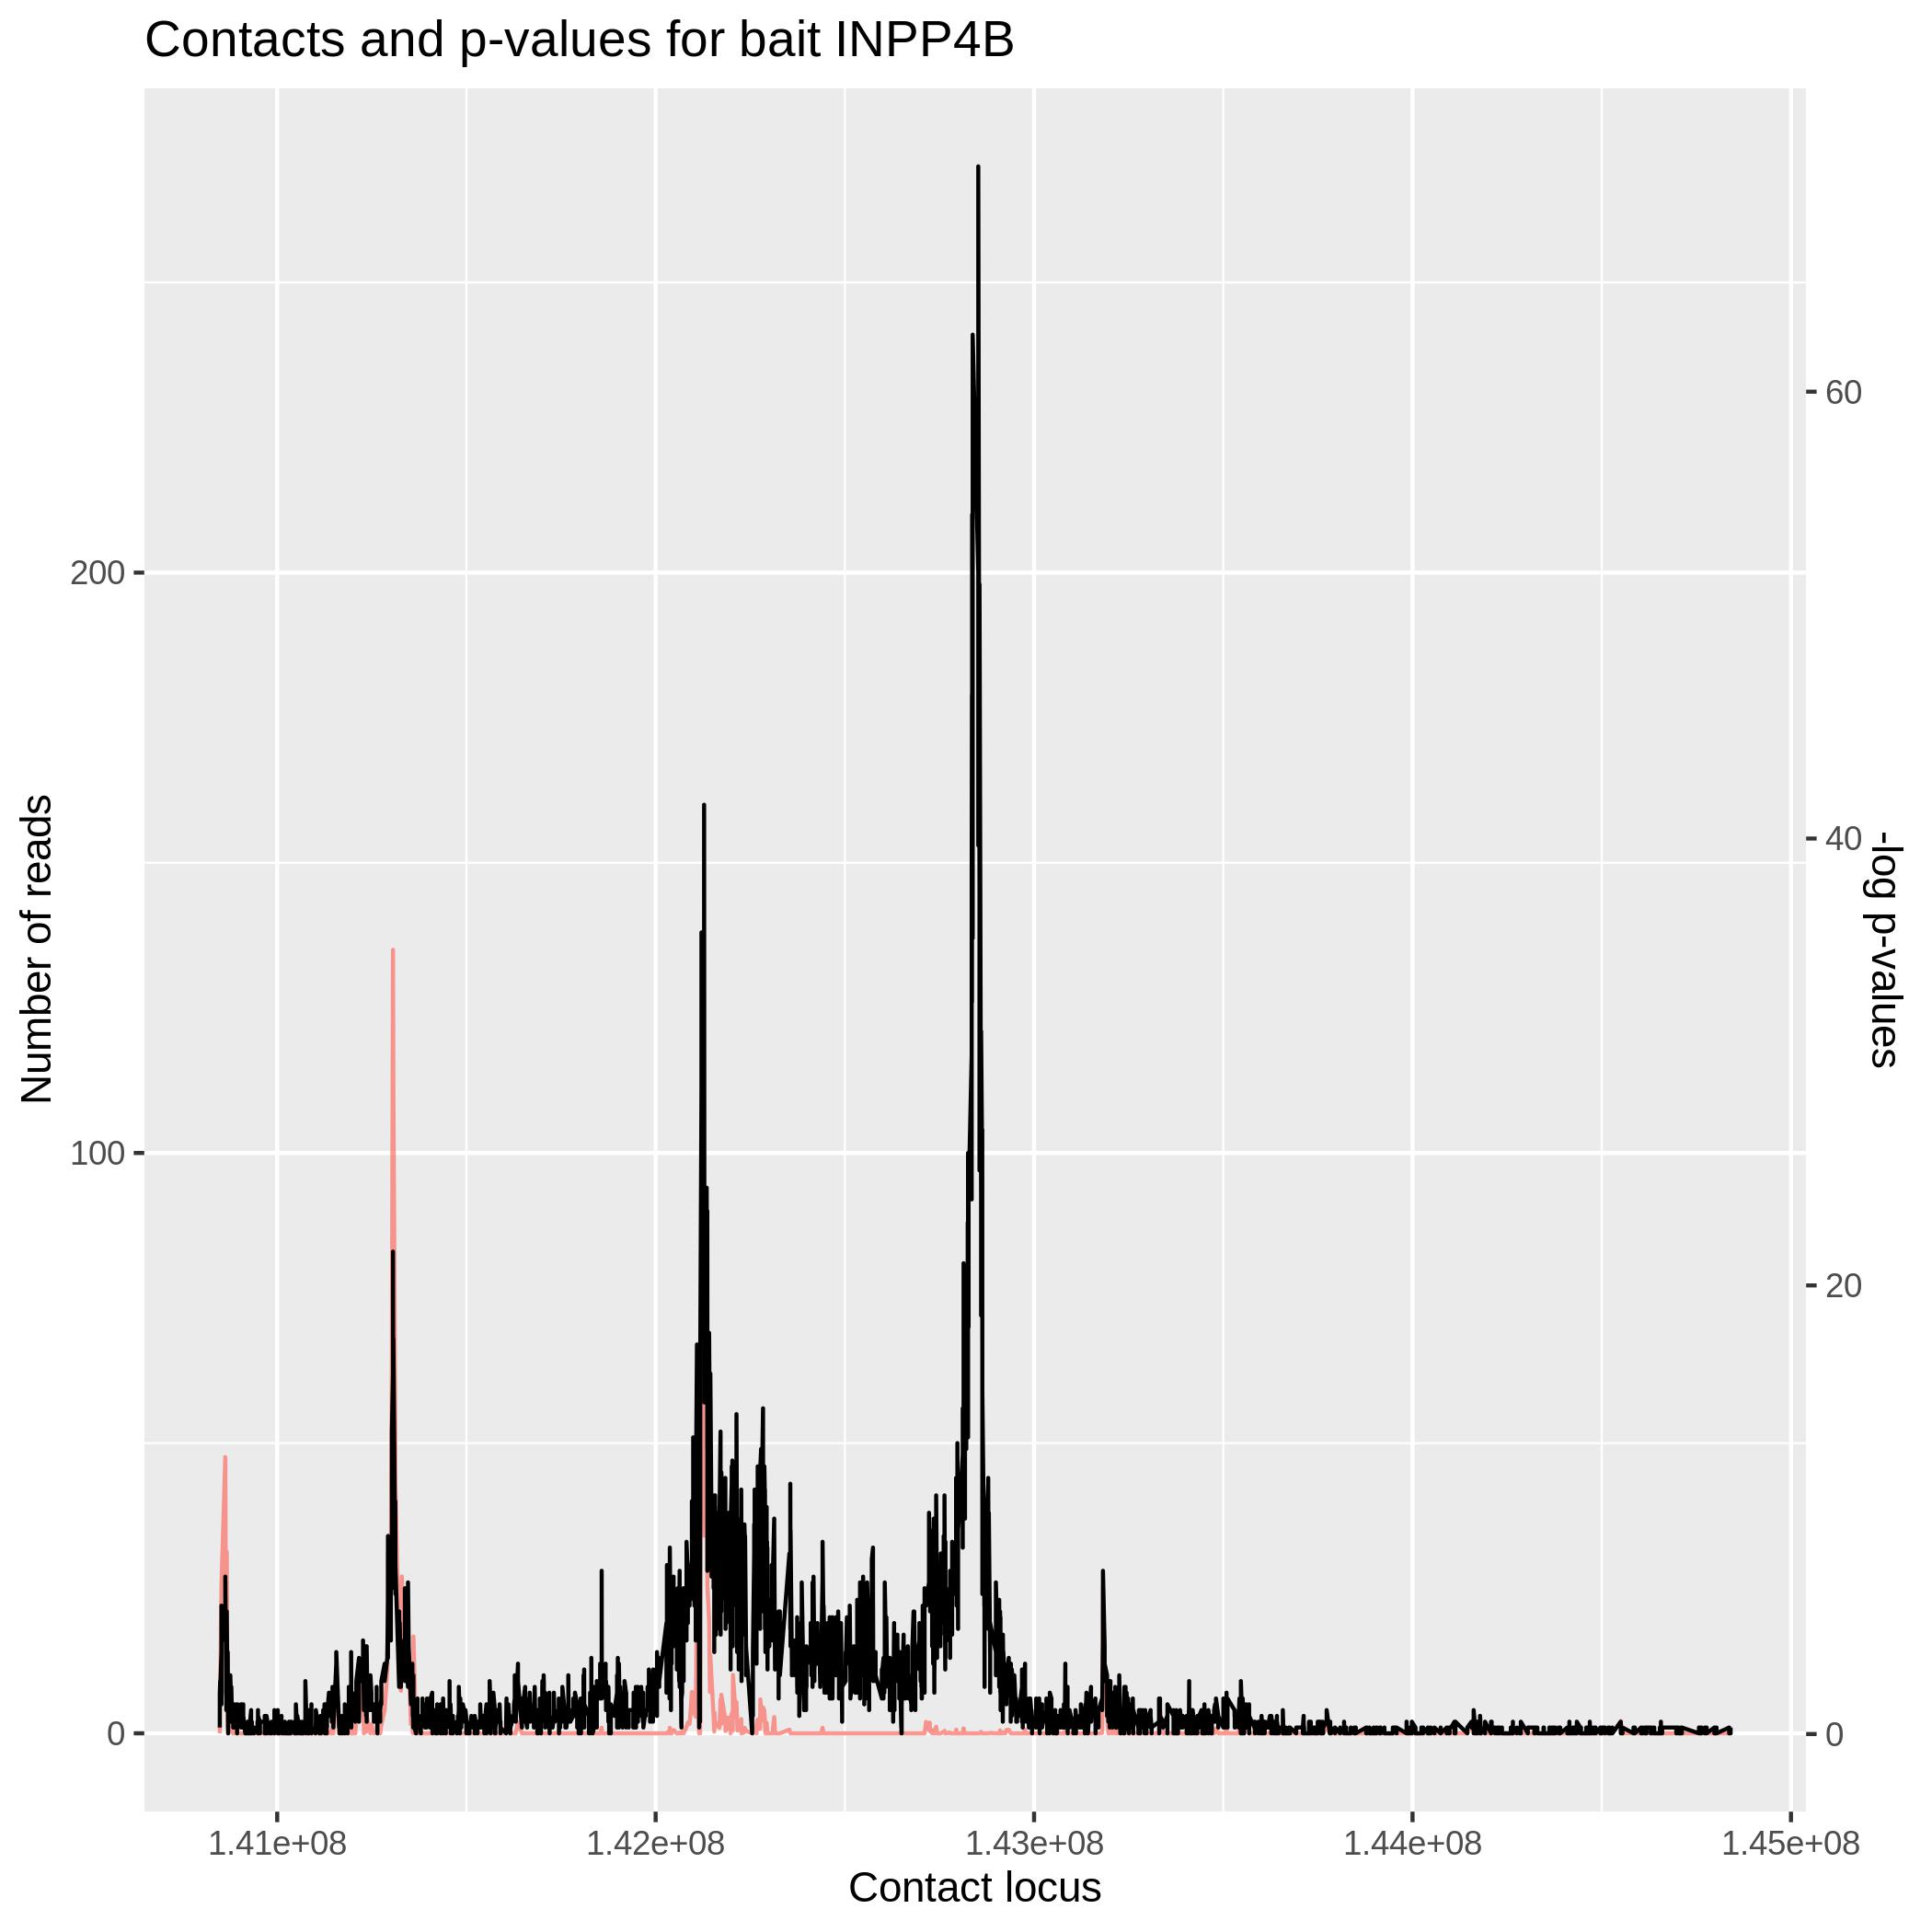 Contacts and p-values for bait INPP4B
Number of reads
200
100
0
60
40
20
0
-log p-values
1.41e+08 1.42e+08 1.43e+08 1.44e+08 1.45e+08
Contact locus